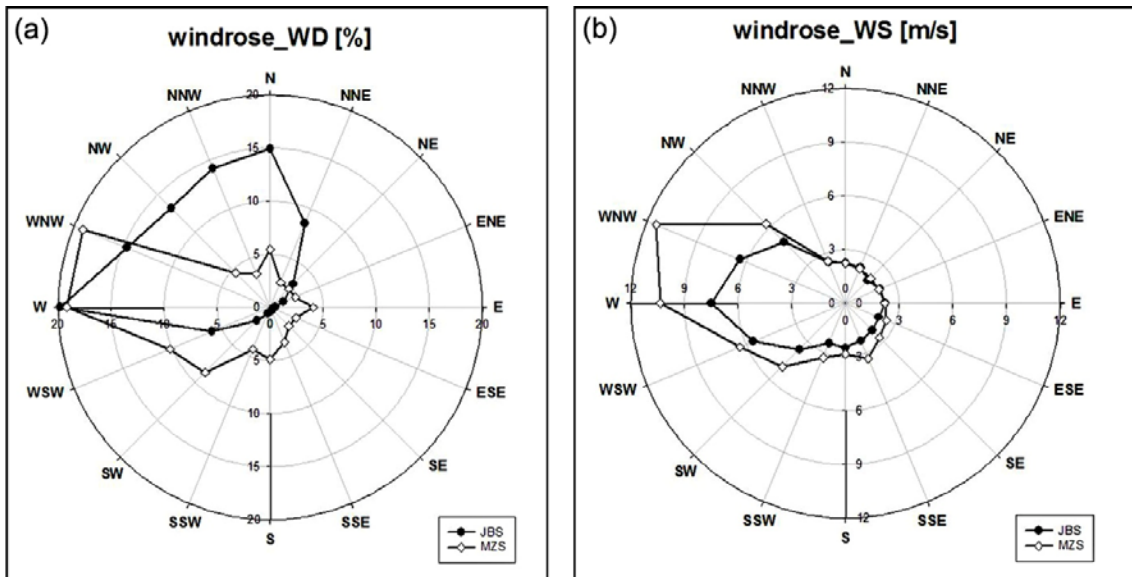 (a)
windrose_WD [%]
N
NNW
NNE
NW
NE
WNW
ENE
W
E
WSW
ESE
SW
SE
SSW
SSE
S
20
15
10
5
0
20 15 10 5 0 0 5 10 15 20
0
5
10
15
20
JBS
MZS
(b)
windrose_WS [m/s]
N
NNW
NNE
NW
NE
WNW
ENE
W
E
WSW
ESE
SW
SE
SSW
SSE
S
12
9
6
3
0
12 9 6 3 0 0 3 6 9 12
0
3
6
9
12
JBS
MZS